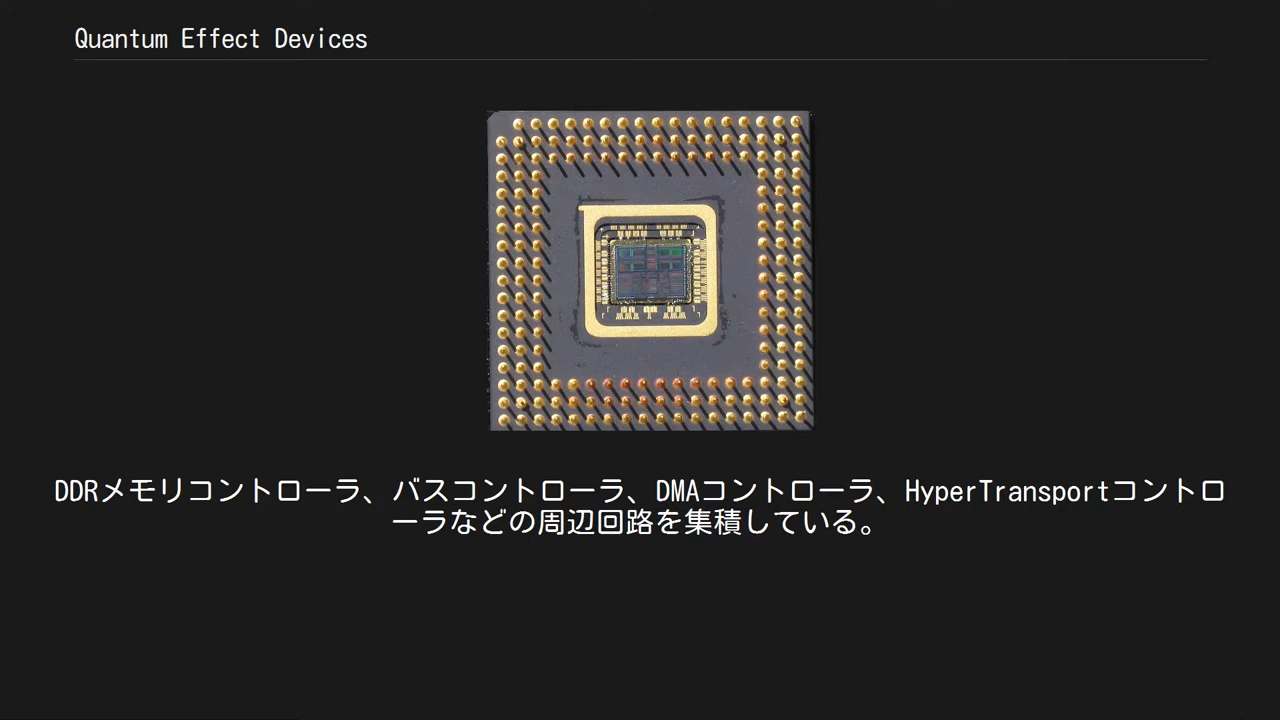 Quantum Effect Devices
DDRメモリコントローラ、バスコントローラ、DMAコントローラ、HyperTransportコントロ
ーラなどの周辺回路を集積している。